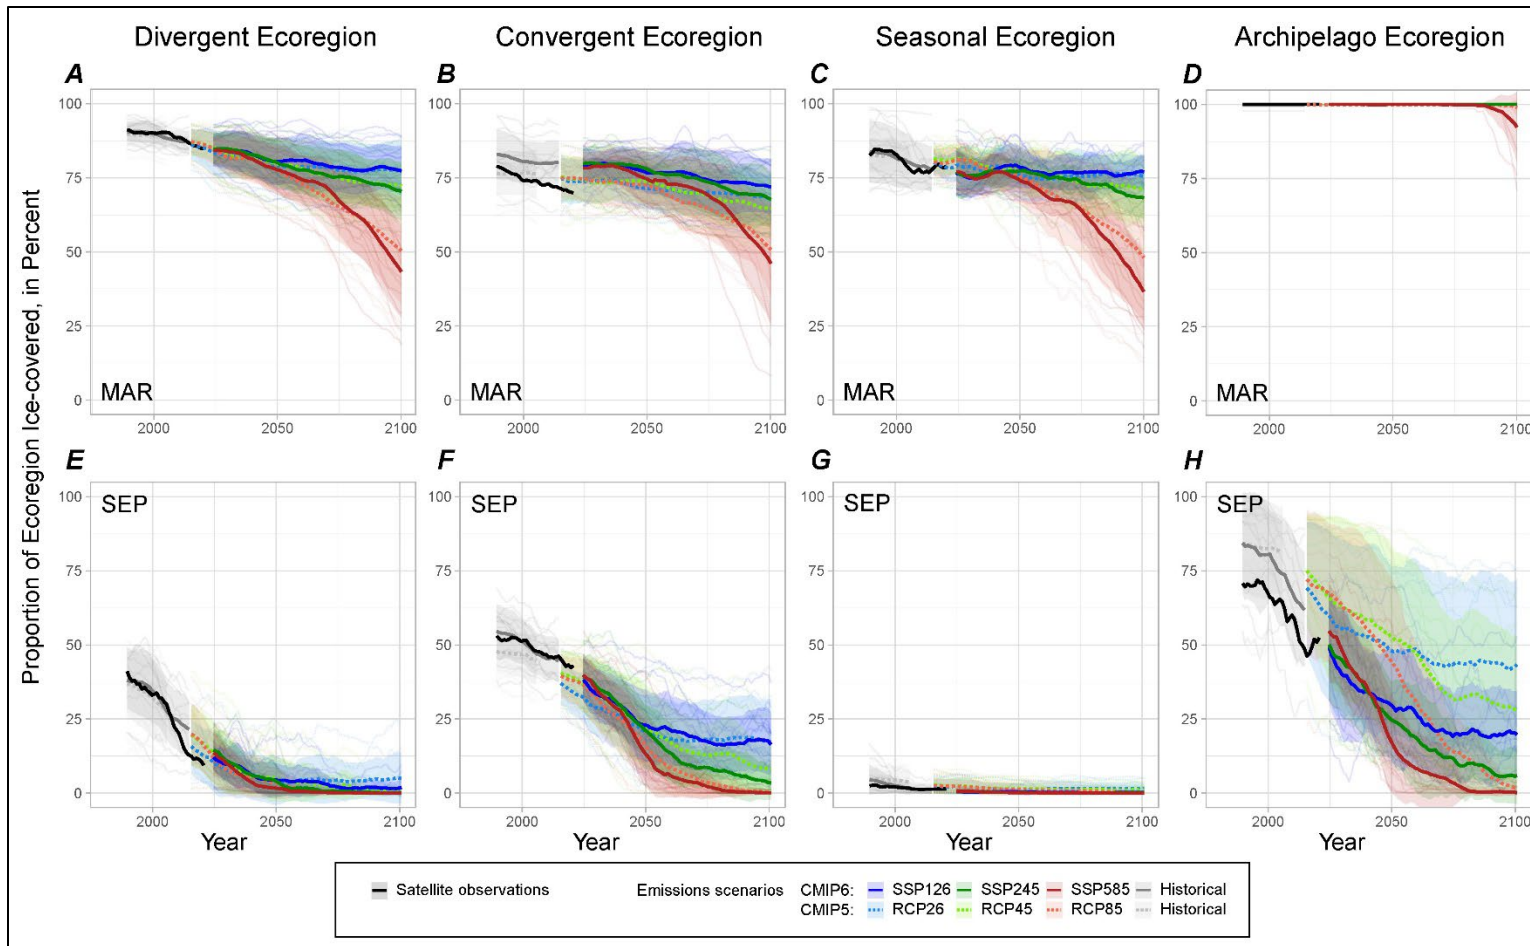 Divergent Ecoregion
Convergent Ecoregion
Seasonal Ecoregion
Archipelago Ecoregion
Proportion of Ecoregion Ice-covered, in Percent
A
100
75
50
25
0
MAR
2000 2050 2100
B
100
75
50
25
0
MAR
2000 2050 2100
C
100
75
50
25
0
MAR
2000 2050 2100
D
100
75
50
25
0
MAR
2000 2050 2100
E
SEP
100
75
50
25
0
2000 2050 2100
Year
F
SEP
100
75
50
25
0
2000 2050 2100
Year
G
SEP
100
75
50
25
0
2000 2050 2100
Year
H
SEP
100
75
50
25
0
2000 2050 2100
Year
Satellite observations
Emissions scenarios
CMIP6: SSP126 SSP245 SSP585 Historical
CMIP5: RCP26 RCP45 RCP85 Historical